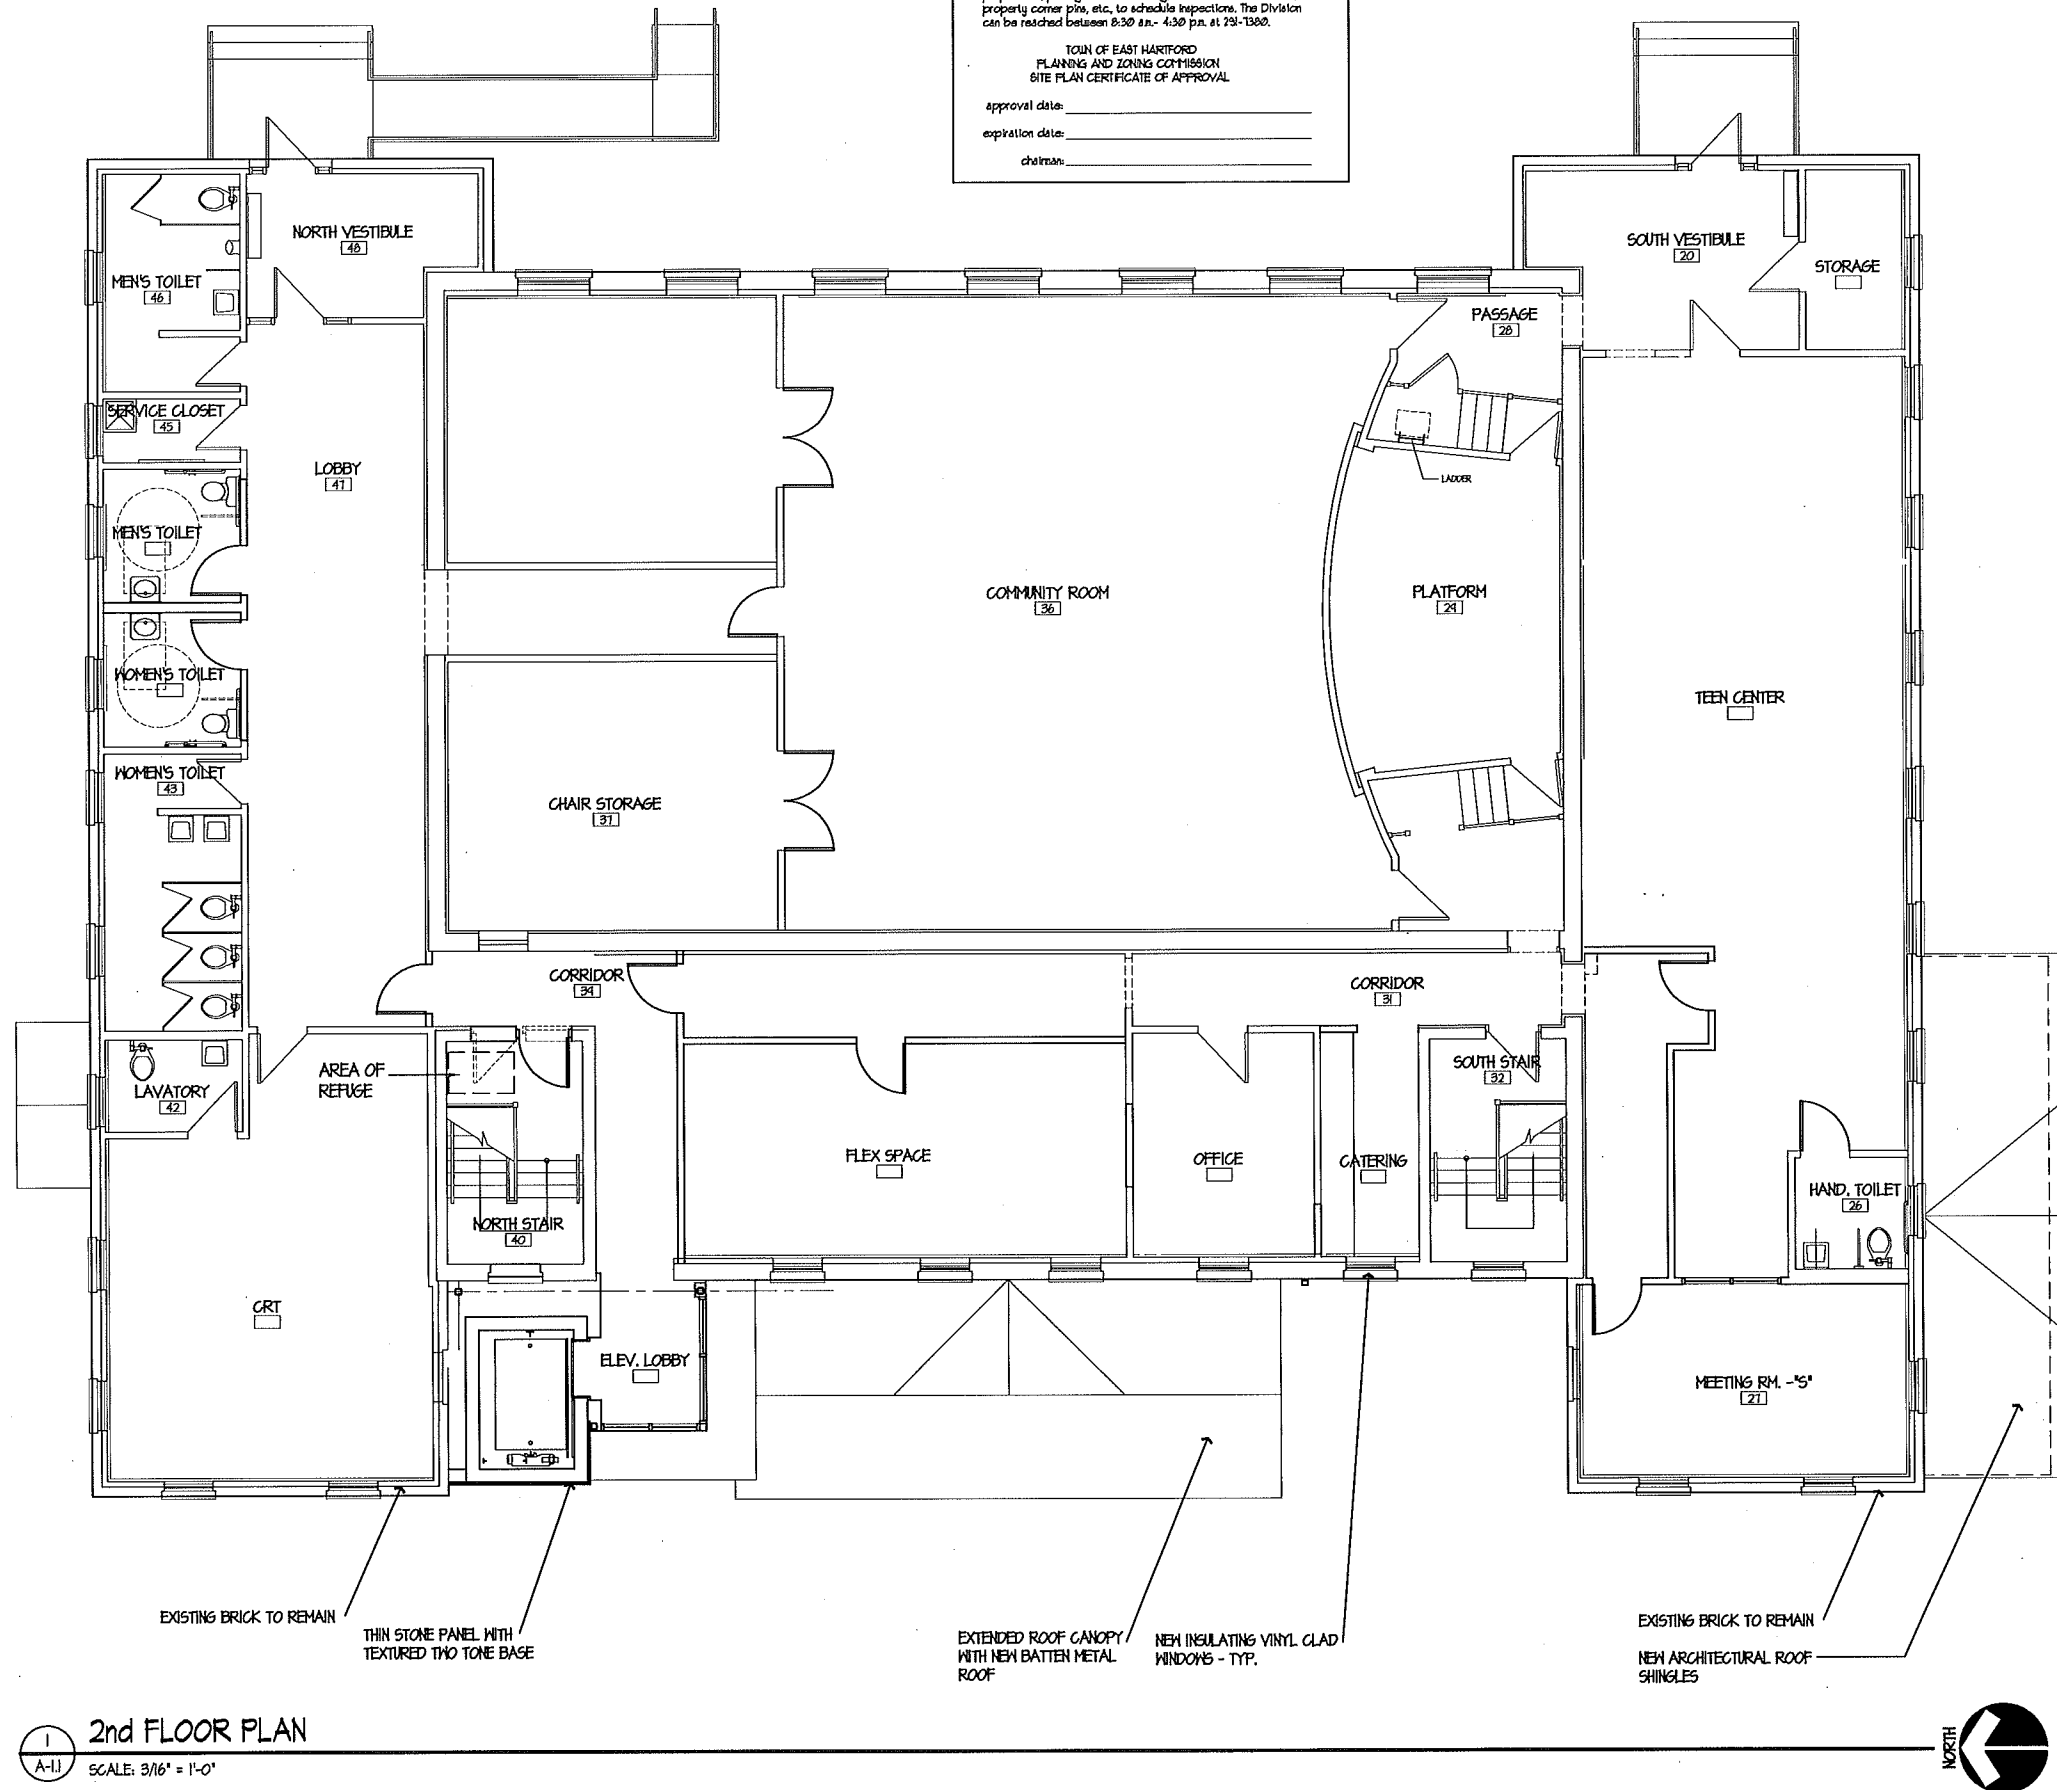 property corner pins, etc., to schedule inspections. The Division
can be reached between 8:30 a.m.- 4:30 p.m. at 291-7380.
TOWN OF EAST HARTFORD
PLANNING AND ZONING COMMISSION
SITE PLAN CERTIFICATE OF APPROVAL
approval date:
expiration date:
chairman:
NORTH VESTIBULE
48
SOUTH VESTIBULE
20
STORAGE
MEN'S TOILET
46
PASSAGE
28
SERVICE CLOSET
45
LOBBY
47
LADDER
MEN'S TOILET
COMMUNITY ROOM
36
PLATFORM
29
WOMEN'S TOILET
TEEN CENTER
WOMEN'S TOILET
43
CHAIR STORAGE
37
CORRIDOR
39
CORRIDOR
31
AREA OF
REFUGE
SOUTH STAIR
32
LAVATORY
42
FLEX SPACE
OFFICE
CATERING
HAND. TOILET
26
NORTH STAIR
40
CRT
ELEV. LOBBY
MEETING RM. -"S"
27
EXISTING BRICK TO REMAIN
THIN STONE PANEL WITH
TEXTURED TWO TONE BASE
EXTENDED ROOF CANOPY
WITH NEW BATTEN METAL
ROOF
NEW INSULATING VINYL CLAD
WINDOWS - TYP.
EXISTING BRICK TO REMAIN
NEW ARCHITECTURAL ROOF
SHINGLES
1
A-1.1
2nd FLOOR PLAN
SCALE: 3/16" = 1'-0"
NORTH